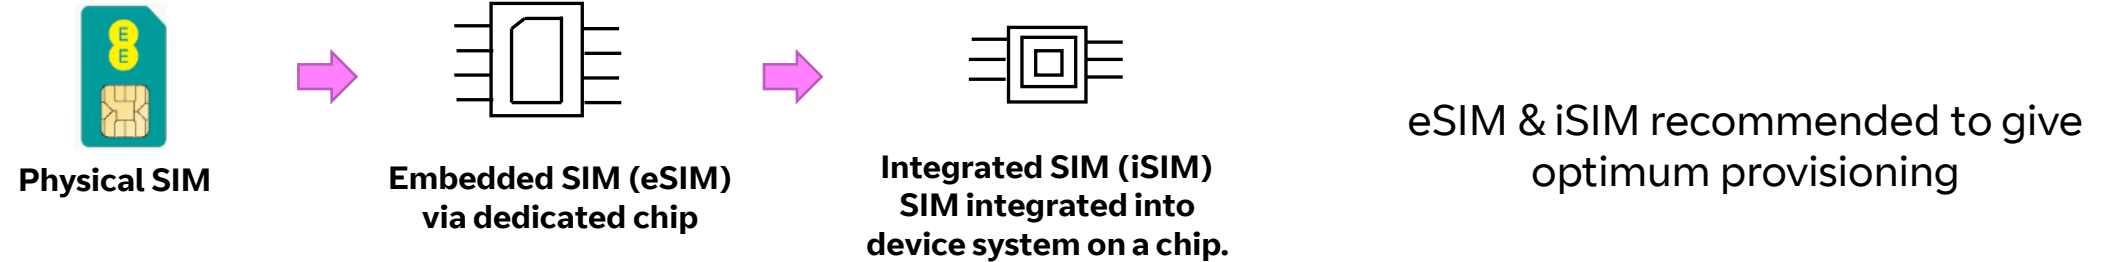 E
E
Physical SIM
Embedded SIM (eSIM)
via dedicated chip
Integrated SIM (iSIM)
SIM integrated into
device system on a chip.
eSIM & iSIM recommended to give
optimum provisioning